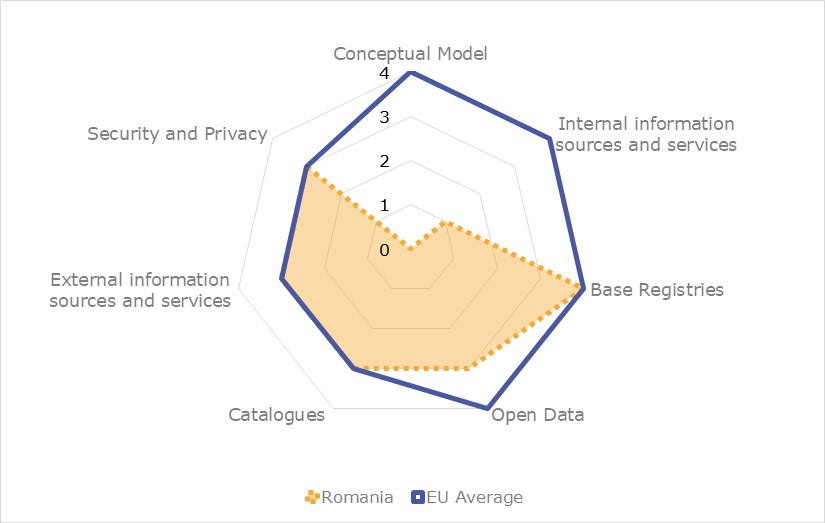 Conceptual Model
4
3
2
1
0
Internal information
sources and services
Security and Privacy
External information
sources and services
Base Registries
Catalogues
Open Data
Romania
EU Average